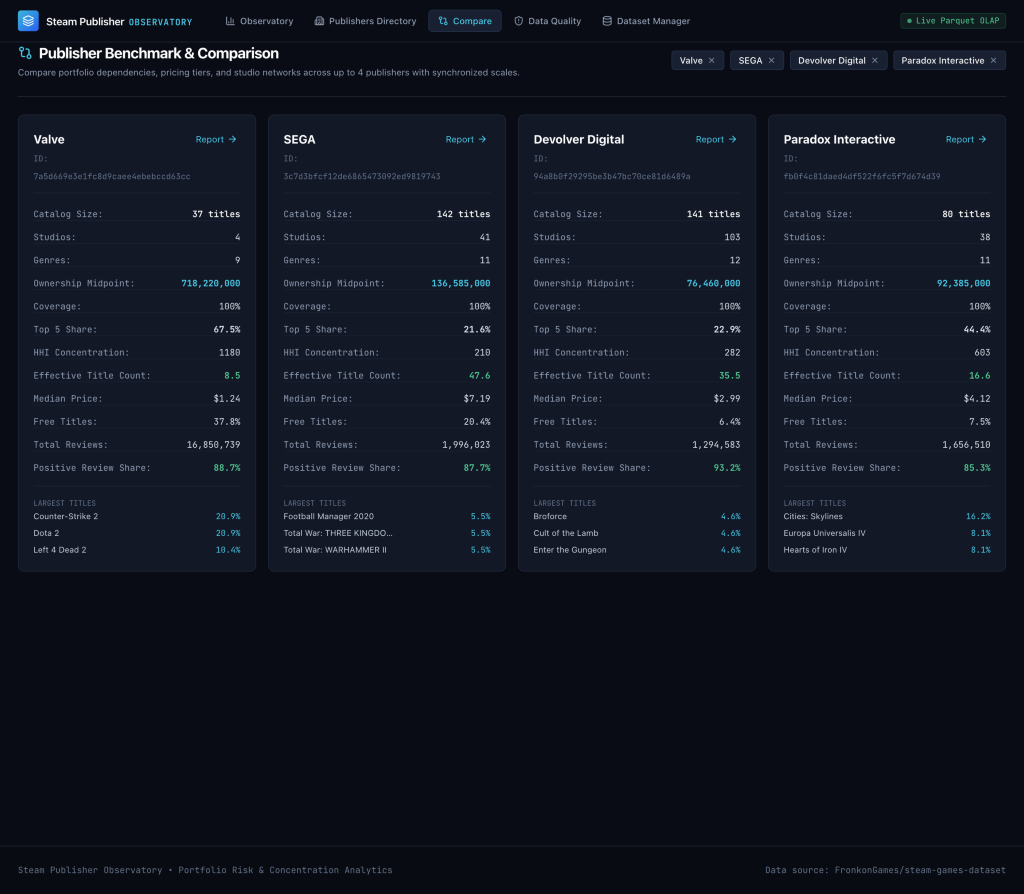 Steam Publisher OBSERVATORY
Observatory
Publishers Directory
Compare
Data Quality
Dataset Manager
Live Parquet OLAP
Publisher Benchmark & Comparison
Compare portfolio dependencies, pricing tiers, and studio networks across up to 4 publishers with synchronized scales.
Valve ×
SEGA ×
Devolver Digital ×
Paradox Interactive ×
Valve Report →
ID:
7a5d669e3e1fc8d9caee4ebebccd63cc
Catalog Size: 37 titles
Studios: 4
Genres: 9
Ownership Midpoint: 718,220,000
Coverage: 100%
Top 5 Share: 67.5%
HHI Concentration: 1180
Effective Title Count: 8.5
Median Price: $1.24
Free Titles: 37.8%
Total Reviews: 16,850,739
Positive Review Share: 88.7%
LARGEST TITLES
Counter-Strike 2 20.9%
Dota 2 20.9%
Left 4 Dead 2 10.4%
SEGA Report →
ID:
3c7d3bfcf12de6865473092ed9819743
Catalog Size: 142 titles
Studios: 41
Genres: 11
Ownership Midpoint: 136,585,000
Coverage: 100%
Top 5 Share: 21.6%
HHI Concentration: 210
Effective Title Count: 47.6
Median Price: $7.19
Free Titles: 20.4%
Total Reviews: 1,996,023
Positive Review Share: 87.7%
LARGEST TITLES
Football Manager 2020 5.5%
Total War: THREE KINGDO... 5.5%
Total War: WARHAMMER II 5.5%
Devolver Digital Report →
ID:
94a8b0f29295be3b47bc70ce81d6489a
Catalog Size: 141 titles
Studios: 103
Genres: 12
Ownership Midpoint: 76,460,000
Coverage: 100%
Top 5 Share: 22.9%
HHI Concentration: 282
Effective Title Count: 35.5
Median Price: $2.99
Free Titles: 6.4%
Total Reviews: 1,294,583
Positive Review Share: 93.2%
LARGEST TITLES
Broforce 4.6%
Cult of the Lamb 4.6%
Enter the Gungeon 4.6%
Paradox Interactive Report →
ID:
fb0f4c81daed4df522f6fc5f7d674d39
Catalog Size: 80 titles
Studios: 38
Genres: 11
Ownership Midpoint: 92,385,000
Coverage: 100%
Top 5 Share: 44.4%
HHI Concentration: 603
Effective Title Count: 16.6
Median Price: $4.12
Free Titles: 7.5%
Total Reviews: 1,656,510
Positive Review Share: 85.3%
LARGEST TITLES
Cities: Skylines 16.2%
Europa Universalis IV 8.1%
Hearts of Iron IV 8.1%
Steam Publisher Observatory • Portfolio Risk & Concentration Analytics
Data source: FronkonGames/steam-games-dataset